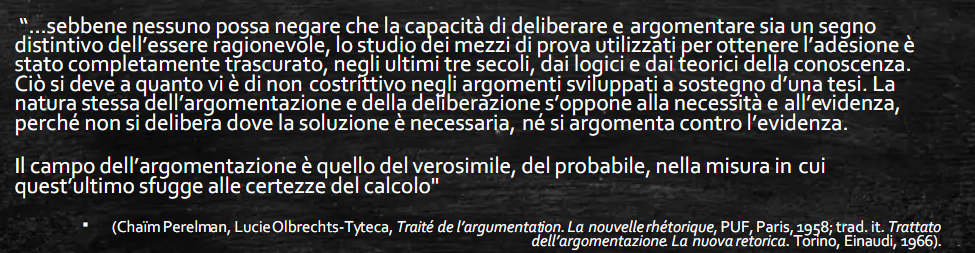 “…sebbene nessuno possa negare che la capacità di deliberare e argomentare sia un segno
distintivo dell’essere ragionevole, lo studio dei mezzi di prova utilizzati per ottenere l’adesione è
stato completamente trascurato, negli ultimi tre secoli, dai logici e dai teorici della conoscenza.
Ciò si deve a quanto vi è di non costrittivo negli argomenti sviluppati a sostegno d’una tesi. La
natura stessa dell’argomentazione e della deliberazione s’oppone alla necessità e all’evidenza,
perché non si delibera dove la soluzione è necessaria, né si argomenta contro l’evidenza.
Il campo dell’argomentazione è quello del verosimile, del probabile, nella misura in cui
quest’ultimo sfugge alle certezze del calcolo"
▪ (Chaïm Perelman, Lucie Olbrechts-Tyteca, Traité de l’argumentation. La nouvelle rhétorique, PUF, Paris, 1958; trad. it. Trattato
dell’argomentazione. La nuova retorica. Torino, Einaudi, 1966).